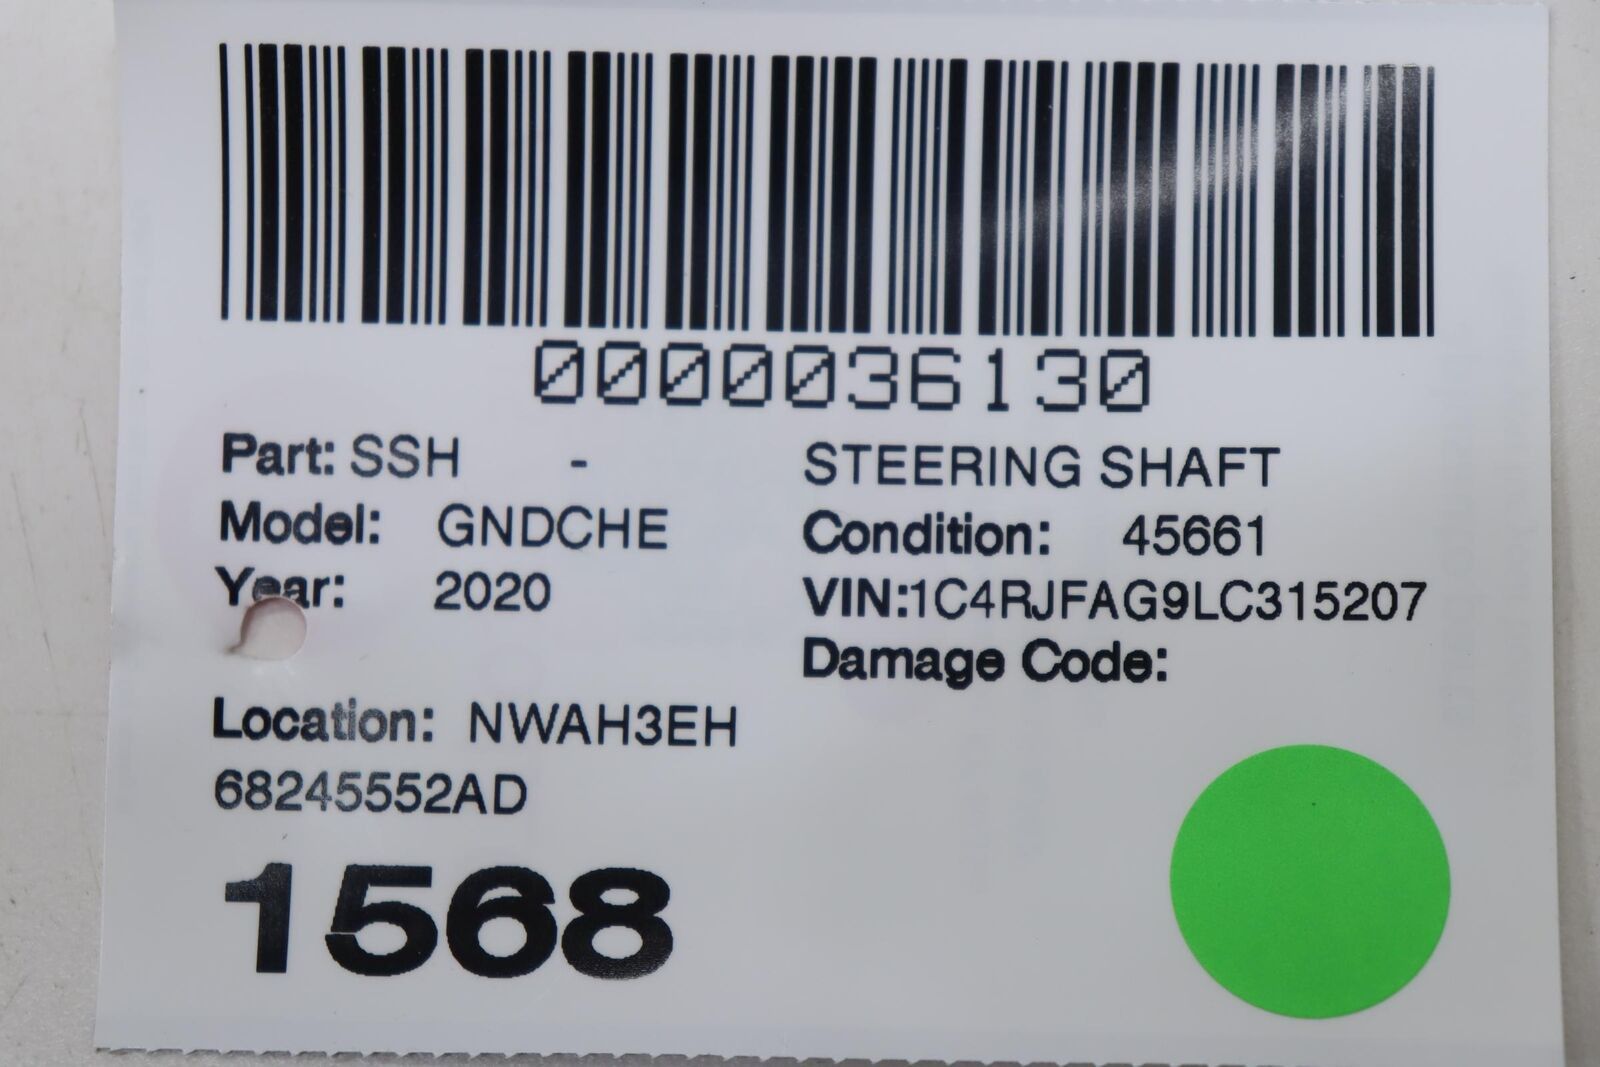 0000036130
Part: SSH - STEERING SHAFT
Model: GNDCHE Condition: 45661
Year: 2020 VIN:1C4RJFAG9LC315207
Damage Code:
Location: NWAH3EH
68245552AD
1568